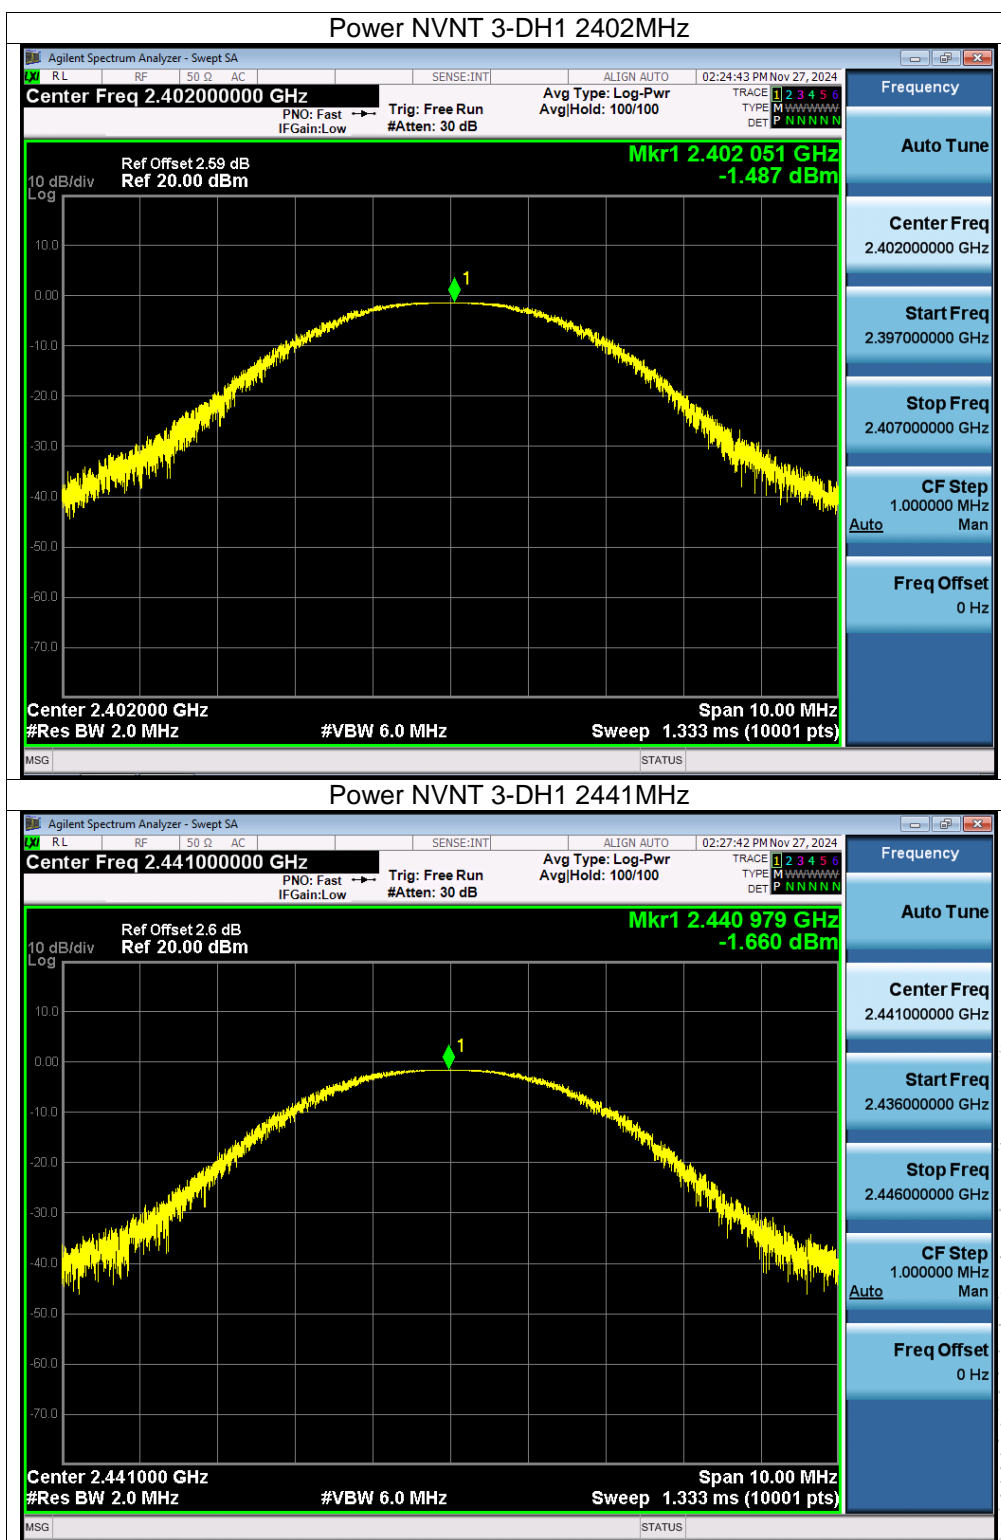 Power NVNT 3-DH1 2402MHz
Agilent Spectrum Analyzer - Swept SA
LXI RL RF 50 Ω AC SENSE:INT ALIGN AUTO 02:24:43 PM Nov 27, 2024
Center Freq 2.402000000 GHz
PNO: Fast
IFGain:Low
Trig: Free Run
#Atten: 30 dB
Avg Type: Log-Pwr
Avg|Hold: 100/100
TRACE 1 2 3 4 5 6
TYPE M WWWWW
DET P N N N N N
Ref Offset 2.59 dB
Ref 20.00 dBm
10 dB/div
Log
Mkr1 2.402 051 GHz
-1.487 dBm
1
10.0
0.00
-10.0
-20.0
-30.0
-40.0
-50.0
-60.0
-70.0
Center 2.402000 GHz
Span 10.00 MHz
#Res BW 2.0 MHz
#VBW 6.0 MHz
Sweep 1.333 ms (10001 pts)
MSG
STATUS
Frequency
Auto Tune
Center Freq
2.402000000 GHz
Start Freq
2.397000000 GHz
Stop Freq
2.407000000 GHz
CF Step
1.000000 MHz
Auto Man
Freq Offset
0 Hz
Power NVNT 3-DH1 2441MHz
Agilent Spectrum Analyzer - Swept SA
LXI RL RF 50 Ω AC SENSE:INT ALIGN AUTO 02:27:42 PM Nov 27, 2024
Center Freq 2.441000000 GHz
PNO: Fast
IFGain:Low
Trig: Free Run
#Atten: 30 dB
Avg Type: Log-Pwr
Avg|Hold: 100/100
TRACE 1 2 3 4 5 6
TYPE M WWWWW
DET P N N N N N
Ref Offset 2.6 dB
Ref 20.00 dBm
10 dB/div
Log
Mkr1 2.440 979 GHz
-1.660 dBm
1
10.0
0.00
-10.0
-20.0
-30.0
-40.0
-50.0
-60.0
-70.0
Center 2.441000 GHz
Span 10.00 MHz
#Res BW 2.0 MHz
#VBW 6.0 MHz
Sweep 1.333 ms (10001 pts)
MSG
STATUS
Frequency
Auto Tune
Center Freq
2.441000000 GHz
Start Freq
2.436000000 GHz
Stop Freq
2.446000000 GHz
CF Step
1.000000 MHz
Auto Man
Freq Offset
0 Hz